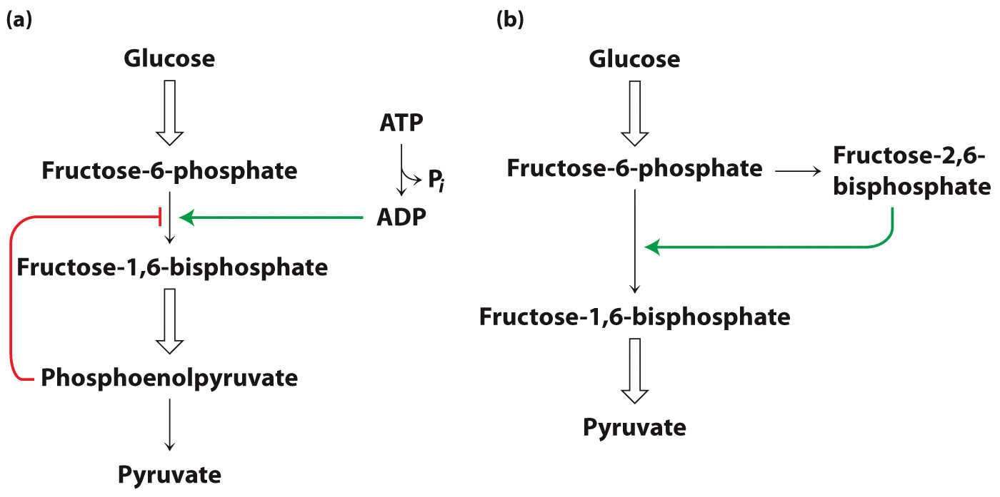 (a)
Glucose
ATP
Fructose-6-phosphate
Pi
ADP
Fructose-1,6-bisphosphate
Phosphoenolpyruvate
Pyruvate
(b)
Glucose
Fructose-6-phosphate
Fructose-2,6-
bisphosphate
Fructose-1,6-bisphosphate
Pyruvate